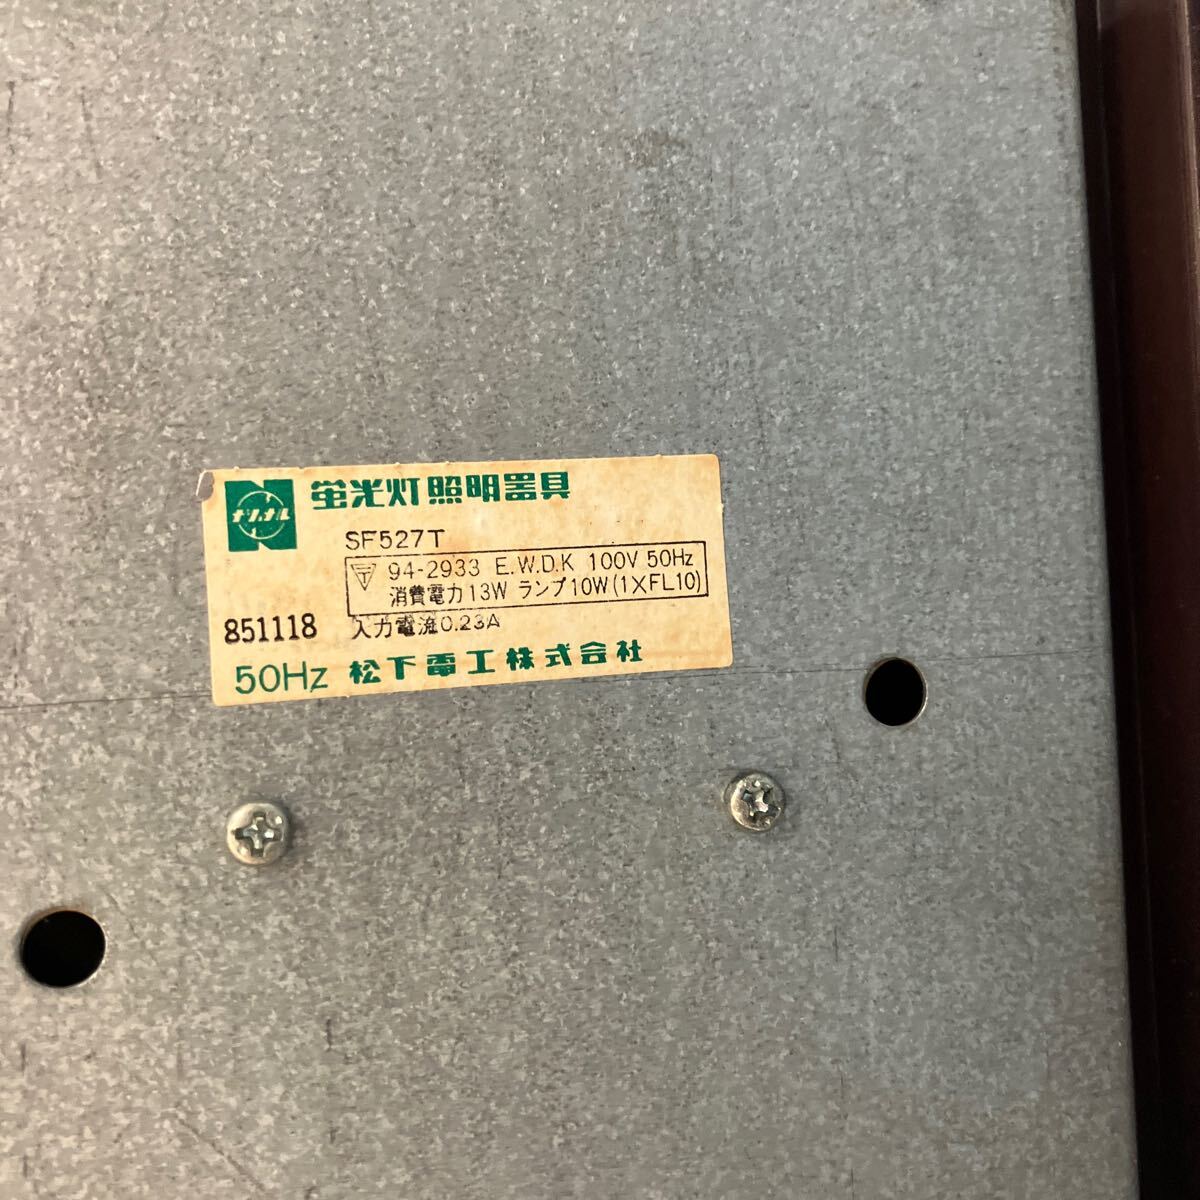 ナショナル 蛍光灯照明器具
SF527T
T 94-2933 E.W.D.K 100V 50Hz
消費電力13W ランプ10W(1XFL10)
851118 入力電流0.23A
50Hz 松下電工株式会社